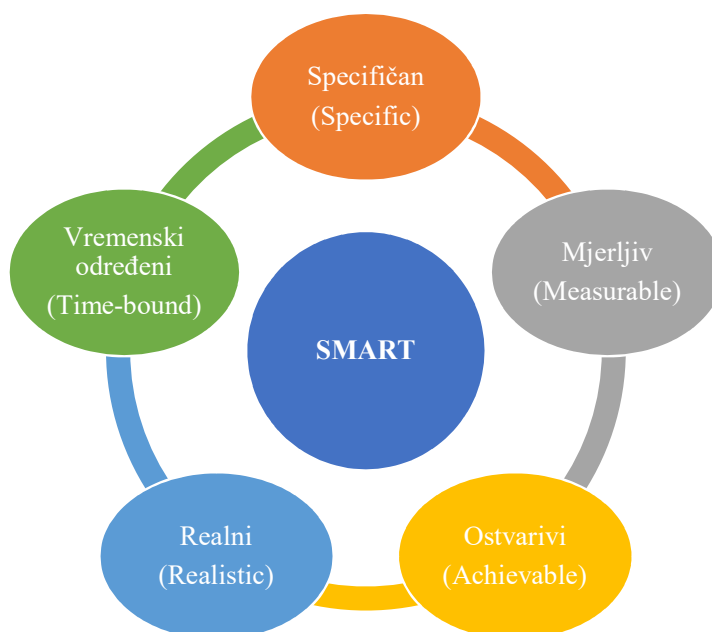 Specifičan
(Specific)
Mjerljiv
(Measurable)
Ostvarivi
(Achievable)
Realni
(Realistic)
Vremenski
određeni
(Time-bound)
SMART